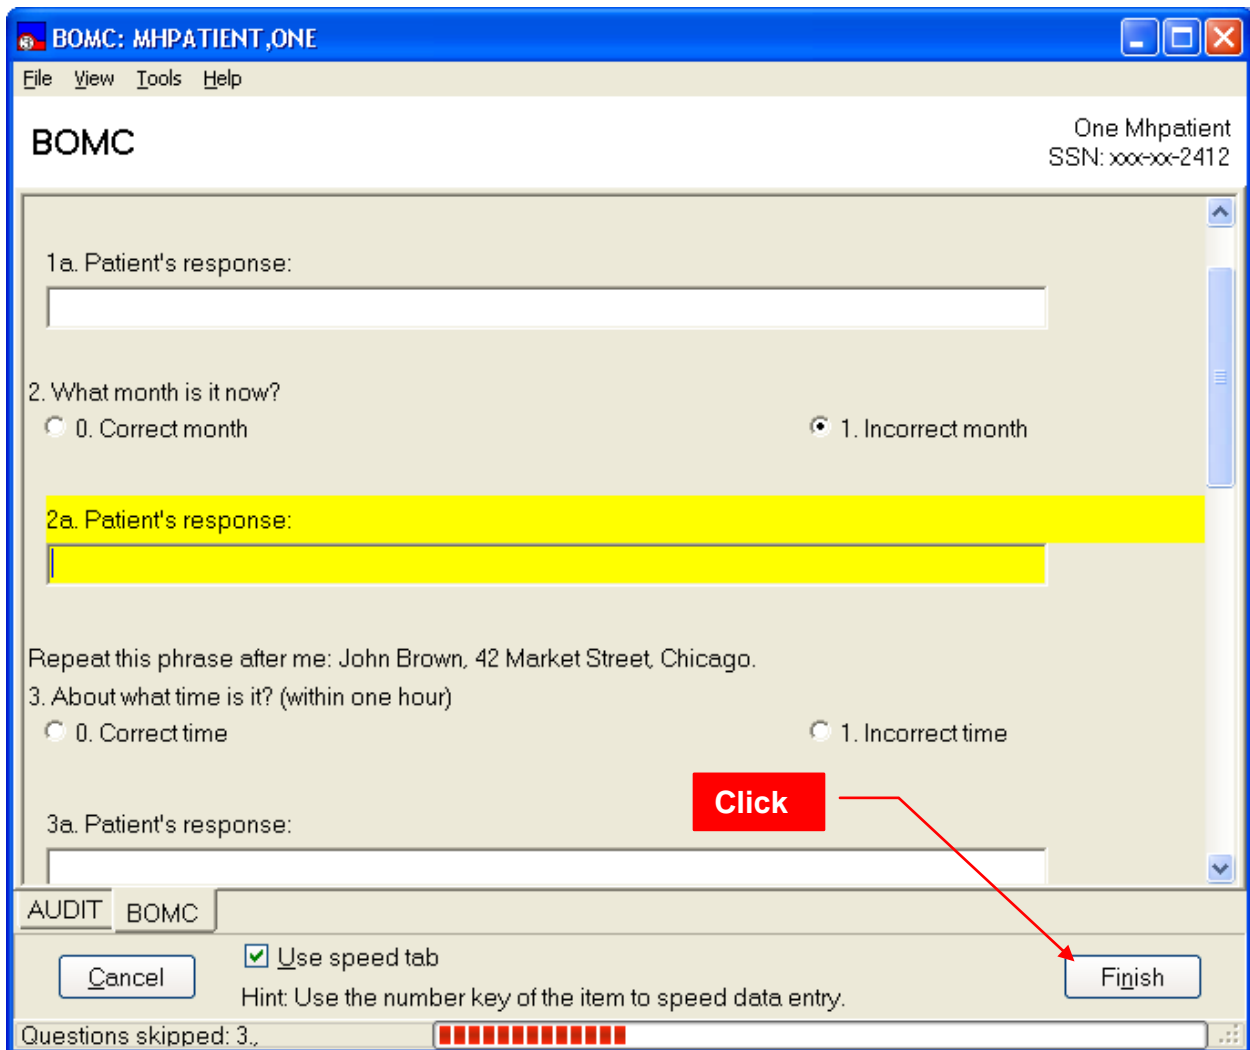 BOMC: MHPATIENT,ONE
File View Tools Help
BOMC
One Mhpatient
SSN: xxx-xx-2412
1a. Patient's response:
2. What month is it now?
0. Correct month 1. Incorrect month
2a. Patient's response:
Repeat this phrase after me: John Brown, 42 Market Street, Chicago.
3. About what time is it? (within one hour)
0. Correct time 1. Incorrect time
Click
3a. Patient's response:
AUDIT BOMC
Use speed tab
Cancel Finish
Hint: Use the number key of the item to speed data entry.
Questions skipped: 3.,